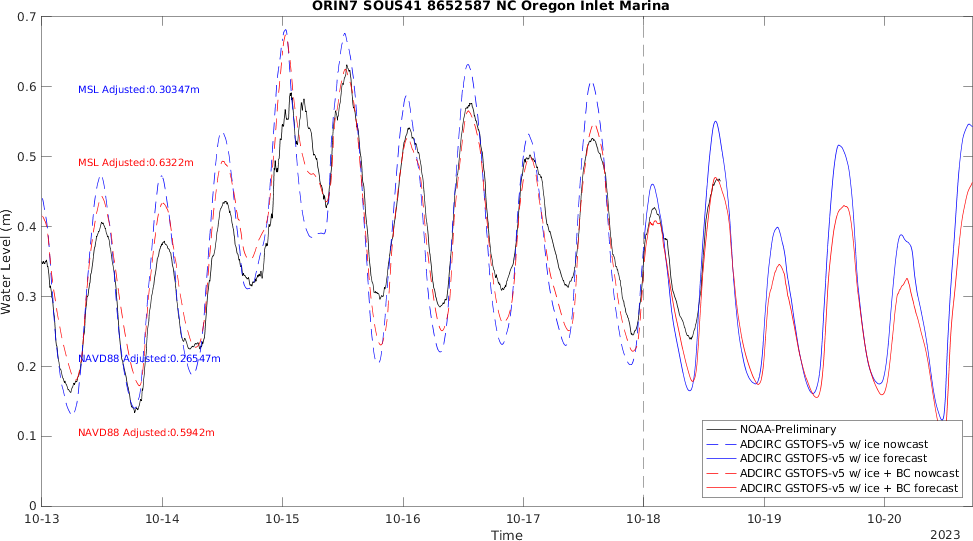 ORIN7 SOUS41 8652587 NC Oregon Inlet Marina
Water Level (m)
0.7
0.6
0.5
0.4
0.3
0.2
0.1
0
MSL Adjusted:0.30347m
MSL Adjusted:0.6322m
NAVD88 Adjusted:0.26547m
NAVD88 Adjusted:0.5942m
NOAA-Preliminary
ADCIRC GSTOFS-v5 w/ ice nowcast
ADCIRC GSTOFS-v5 w/ ice forecast
ADCIRC GSTOFS-v5 w/ ice + BC nowcast
ADCIRC GSTOFS-v5 w/ ice + BC forecast
10-13 10-14 10-15 10-16 10-17 10-18 10-19 10-20
Time
2023